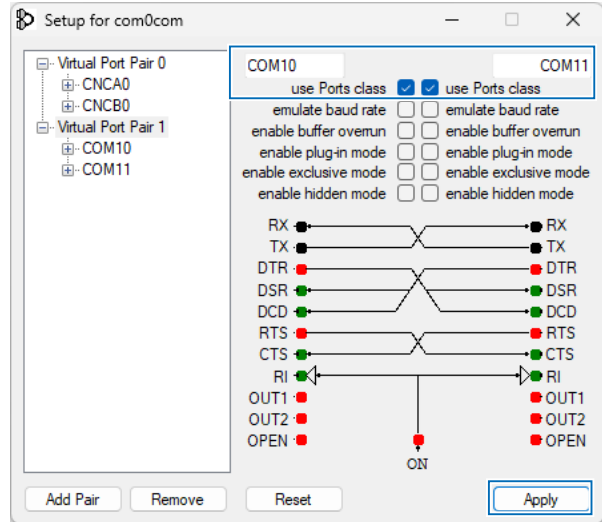 Setup for com0com
Virtual Port Pair 0
CNCA0
CNCB0
Virtual Port Pair 1
COM10
COM11
COM10 COM11
use Ports class use Ports class
emulate baud rate emulate baud rate
enable buffer overrun enable buffer overrun
enable plug-in mode enable plug-in mode
enable exclusive mode enable exclusive mode
enable hidden mode enable hidden mode
RX RX
TX TX
DTR DTR
DSR DSR
DCD DCD
RTS RTS
CTS CTS
RI RI
OUT1 OUT1
OUT2 OUT2
OPEN OPEN
ON
Add Pair Remove Reset Apply